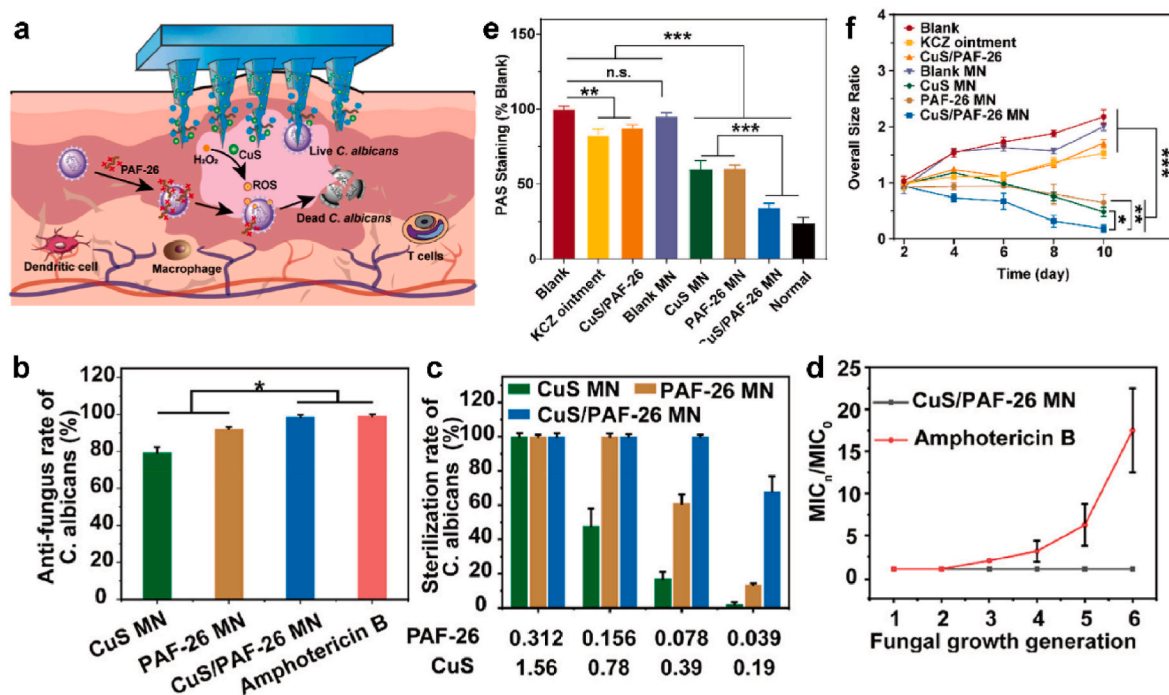 a
PAF-26
H₂O₂
CuS
Live C. albicans
ROS
Dead C. albicans
Dendritic cell
Macrophage
T cells
e
PAS Staining (% Blank)
150
100
50
0
***
n.s.
**
***
Blank
KCZ ointment
CuS/PAF-26
Blank MN
CuS MN
PAF-26 MN
CuS/PAF-26 MN
Normal
f
Overall Size Ratio
4
3
2
1
0
Blank
KCZ ointment
CuS/PAF-26
Blank MN
CuS MN
PAF-26 MN
CuS/PAF-26 MN
***
**
*
2 4 6 8 10
Time (day)
b
Anti-fungus rate of
C. albicans (%)
120
100
80
60
40
20
0
*
CuS MN
PAF-26 MN
CuS/PAF-26 MN
Amphotericin B
c
Sterilization rate of
C. albicans (%)
120
100
80
60
40
20
0
CuS MN PAF-26 MN
CuS/PAF-26 MN
PAF-26 0.312 0.156 0.078 0.039
CuS 1.56 0.78 0.39 0.19
d
MICₙ/MIC₀
25
20
15
10
5
0
CuS/PAF-26 MN
Amphotericin B
1 2 3 4 5 6
Fungal growth generation